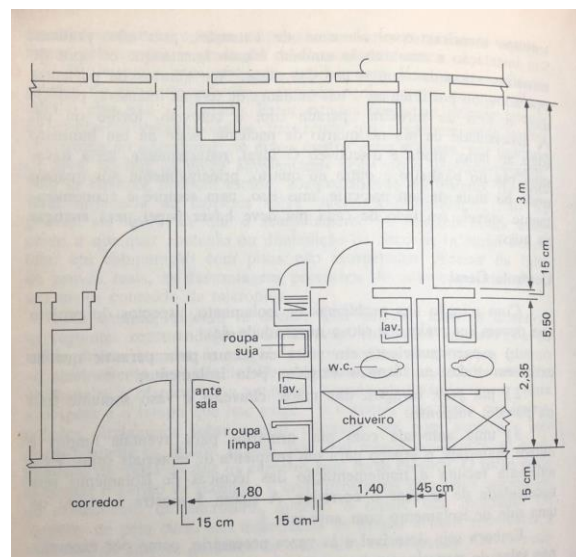 3 m
15 cm
5,50
lav.
roupa
suja
w.c.
2,35
lav.
ante
sala
chuveiro
roupa
limpa
corredor
1,80
1,40
45 cm
15 cm
15 cm
15 cm